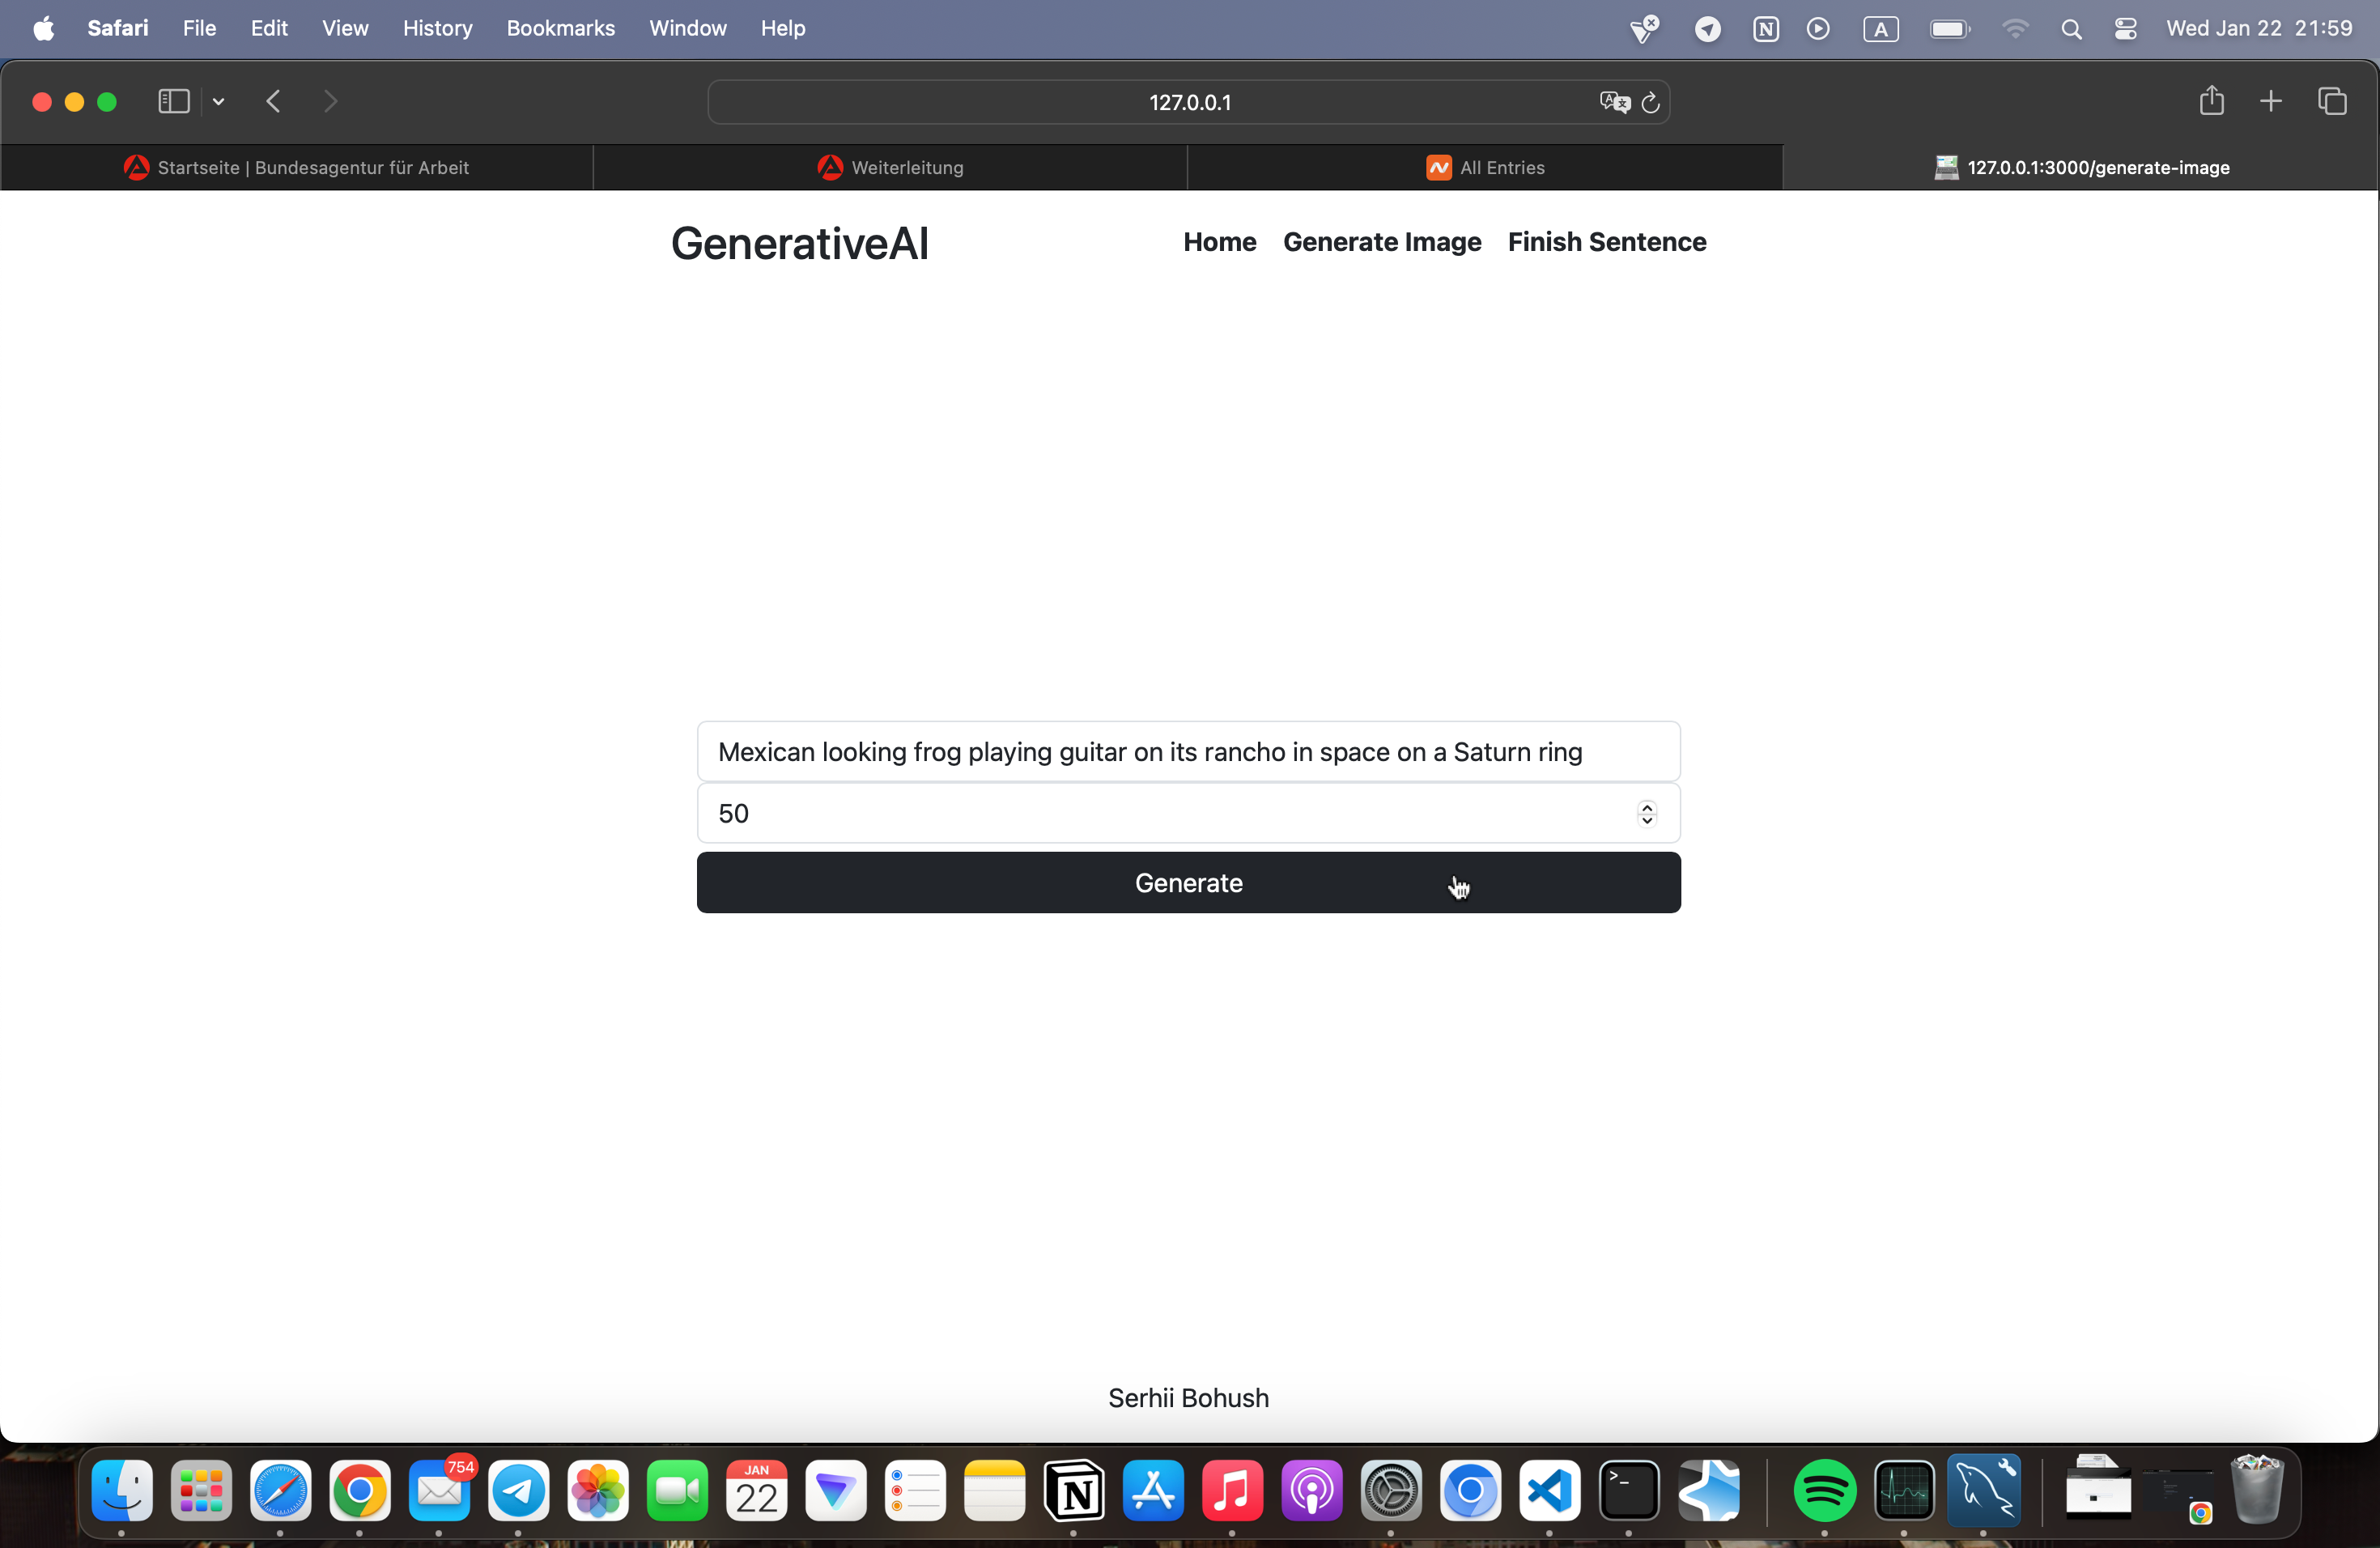 Safari File Edit View History Bookmarks Window Help A Wed Jan 22 21:59
127.0.0.1
Startseite | Bundesagentur für Arbeit
Weiterleitung
All Entries
127.0.0.1:3000/generate-image
GenerativeAI
Home Generate Image Finish Sentence
Mexican looking frog playing guitar on its rancho in space on a Saturn ring
50
Generate
Serhii Bohush
754
JAN
22